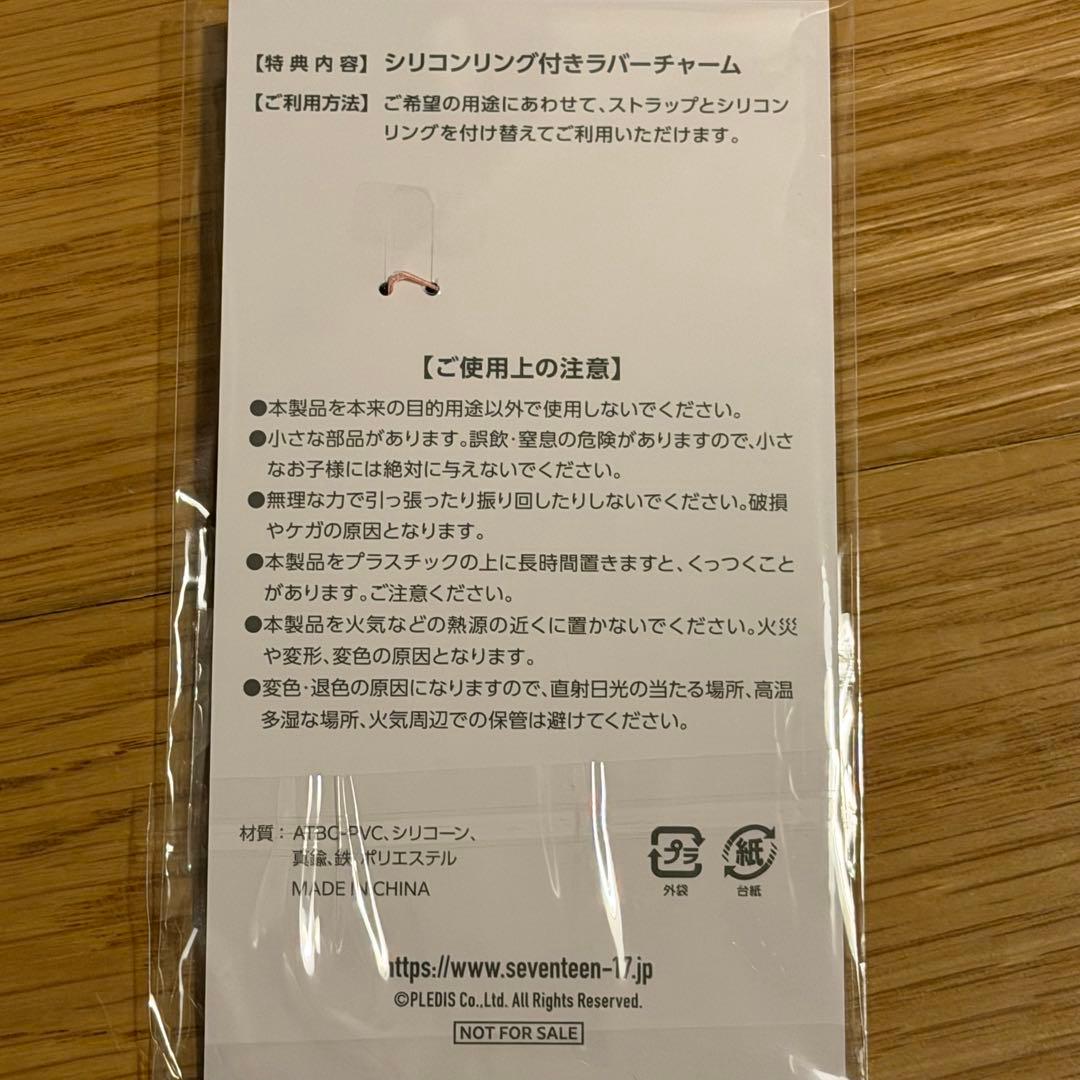 【特典内容】 シリコンリング付きラバーチャーム
【ご利用方法】 ご希望の用途にあわせて、ストラップとシリコン
リングを付け替えてご利用いただけます。
【ご使用上の注意】
●本製品を本来の目的用途以外で使用しないでください。
●小さな部品があります。誤飲・窒息の危険がありますので、小さ
なお子様には絶対に与えないでください。
●無理な力で引っ張ったり振り回したりしないでください。破損
やケガの原因となります。
●本製品をプラスチックの上に長時間置きますと、くっつくこと
があります。ご注意ください。
●本製品を火気などの熱源の近くに置かないでください。火災
や変形、変色の原因となります。
●変色・退色の原因になりますので、直射日光の当たる場所、高温
多湿な場所、火気周辺での保管は避けてください。
材質： ATBC-PVC、シリコーン、
真鍮、鉄、ポリエステル
MADE IN CHINA
プラ
外袋
紙
台紙
https://www.seventeen-17.jp
©PLEDIS Co.,Ltd. All Rights Reserved.
NOT FOR SALE